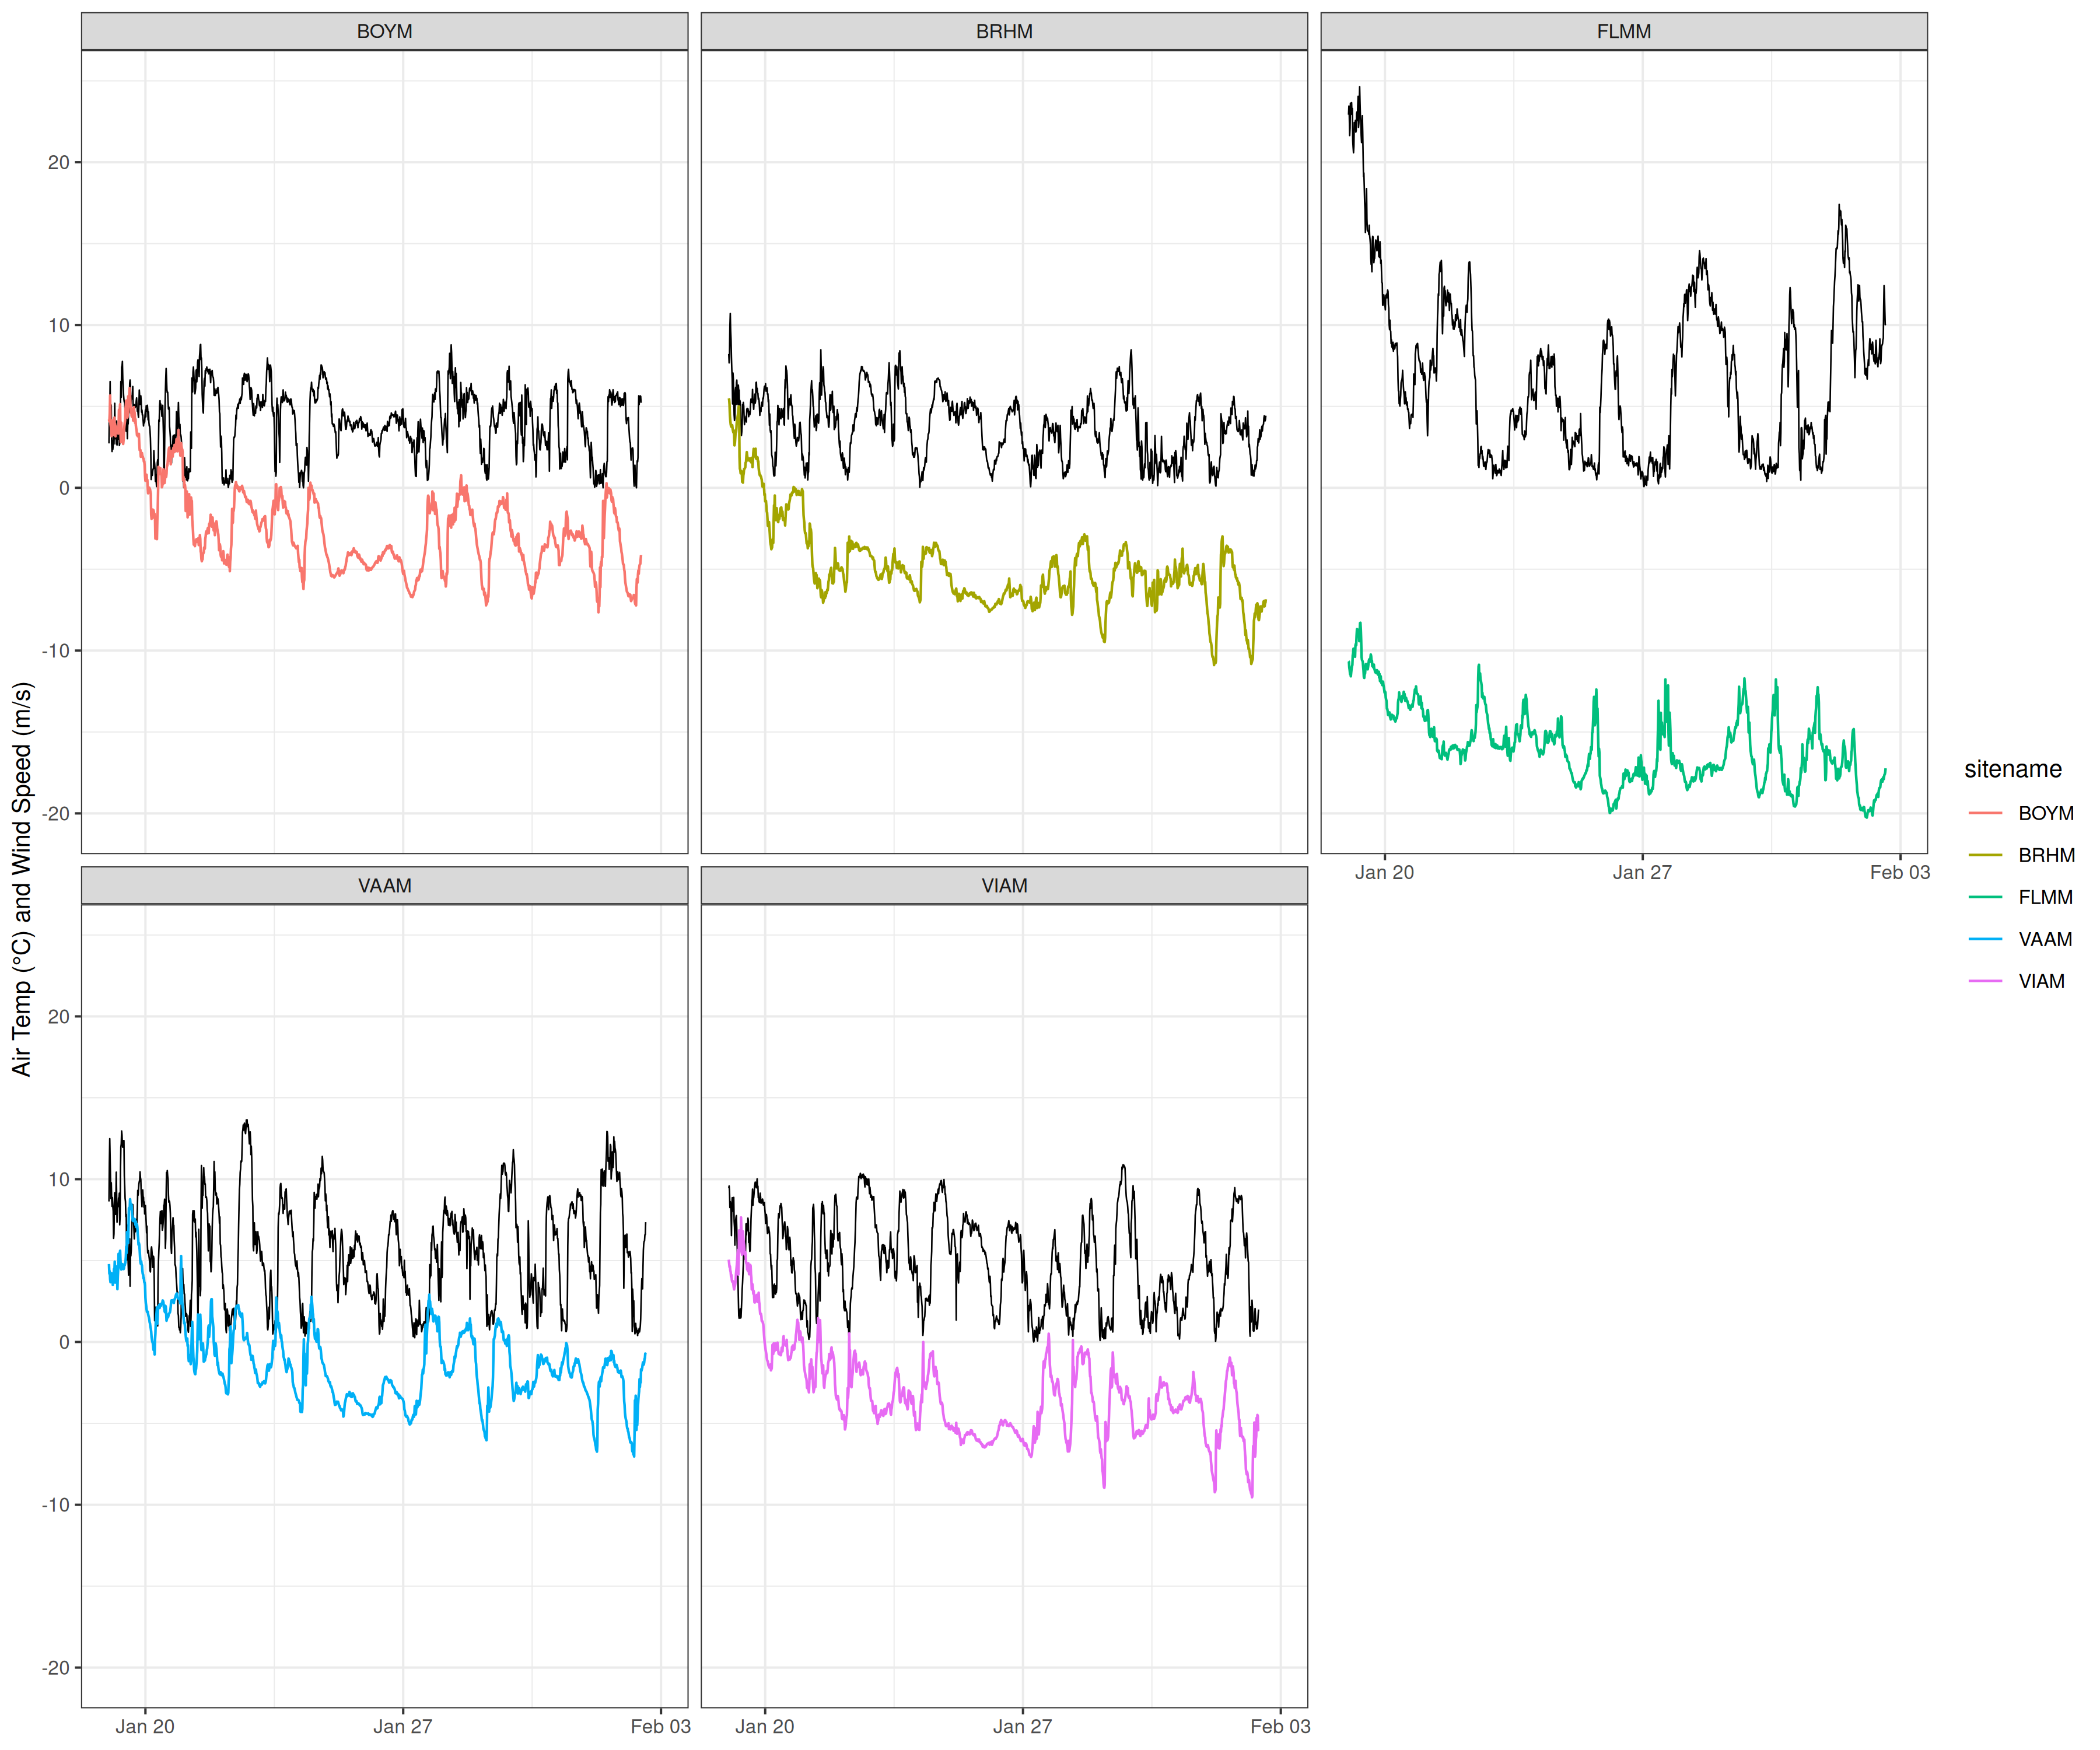 BOYM
BRHM
FLMM
20
10
0
-10
-20
Jan 20
Jan 27
Feb 03
VAAM
VIAM
20
10
0
-10
-20
Jan 20
Jan 27
Feb 03
Jan 20
Jan 27
Feb 03
Air Temp (°C) and Wind Speed (m/s)
sitename
BOYM
BRHM
FLMM
VAAM
VIAM